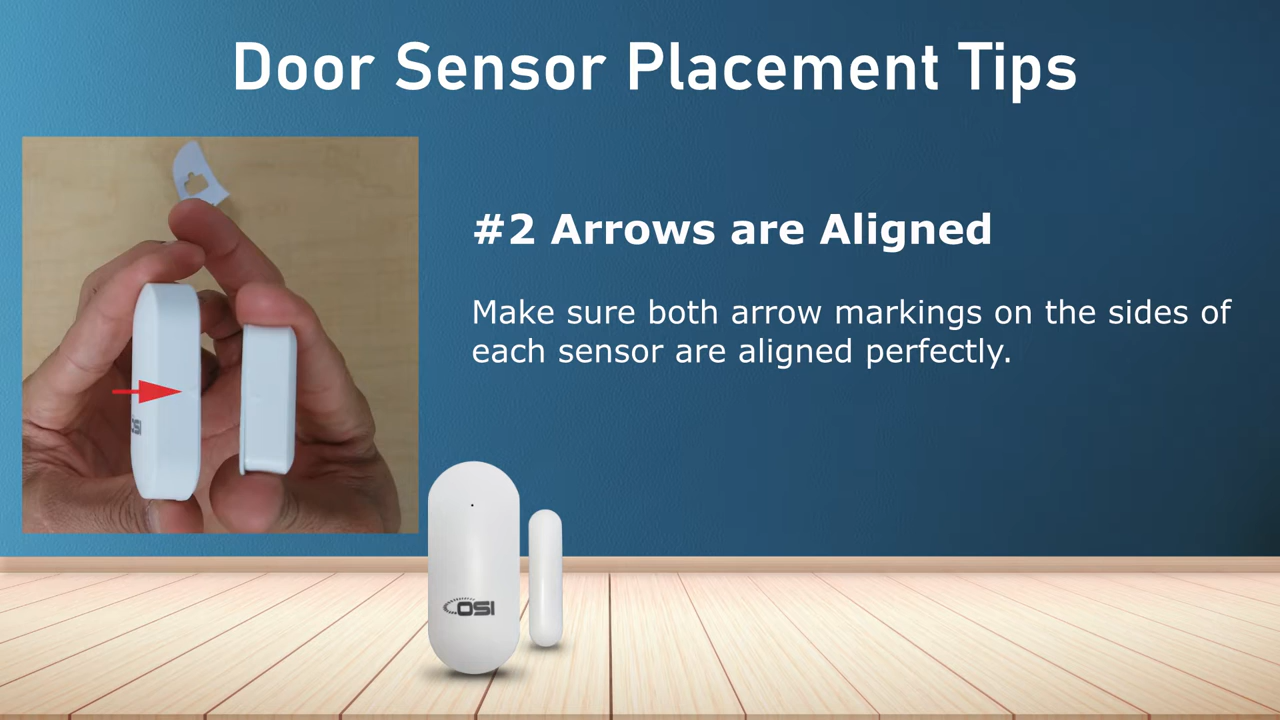 Door Sensor Placement Tips
#2 Arrows are Aligned
Make sure both arrow markings on the sides of
each sensor are aligned perfectly.
OSI
OSI